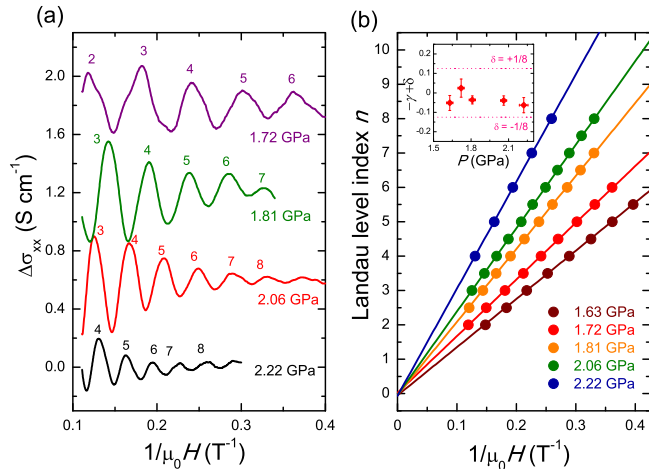 (a)
2.0
1.6
1.2
0.8
0.4
0.0
Δσxx (S cm⁻¹)
2 3 4 5 6
1.72 GPa
3 4 5 6 7
1.81 GPa
3 4 5 6 7 8
2.06 GPa
4 5 6 7 8
2.22 GPa
0.1 0.2 0.3 0.4
1/μ₀H (T⁻¹)
(b)
10
9
8
7
6
5
4
3
2
1
0
Landau level index n
0.2
0.1
0
-0.1
-0.2
−γ+δ
δ = +1/8
δ = -1/8
1.5 1.8 2.1
P (GPa)
1.63 GPa
1.72 GPa
1.81 GPa
2.06 GPa
2.22 GPa
0 0.1 0.2 0.3 0.4
1/μ₀H (T⁻¹)